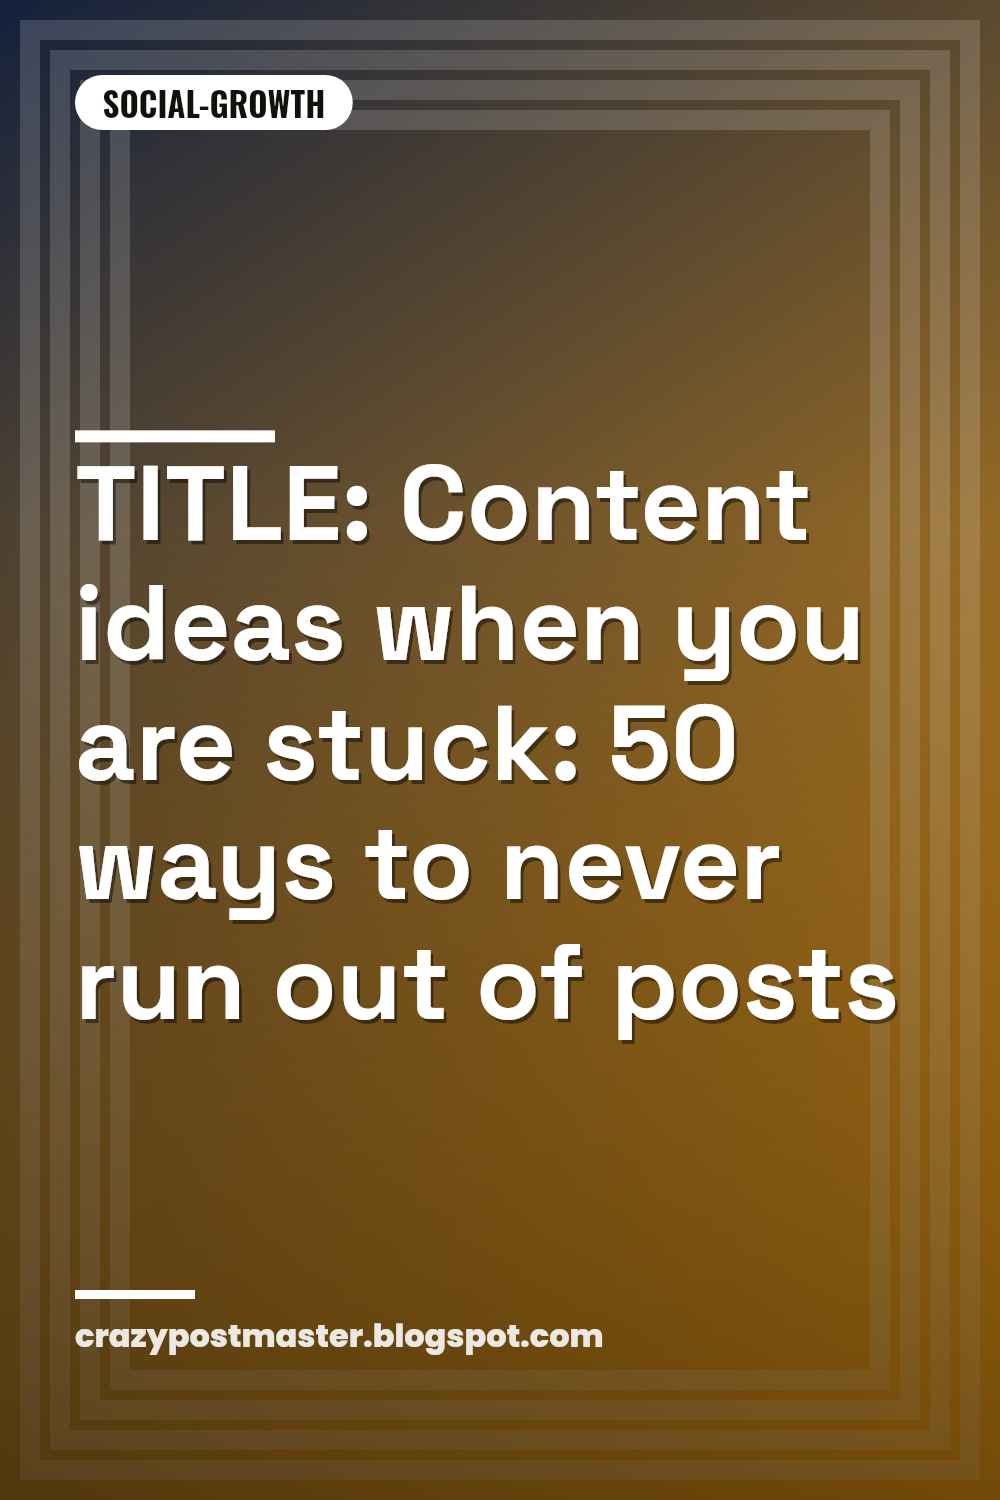 SOCIAL-GROWTH
TITLE: Content
ideas when you
are stuck: 50
ways to never
run out of posts
crazypostmaster.blogspot.com